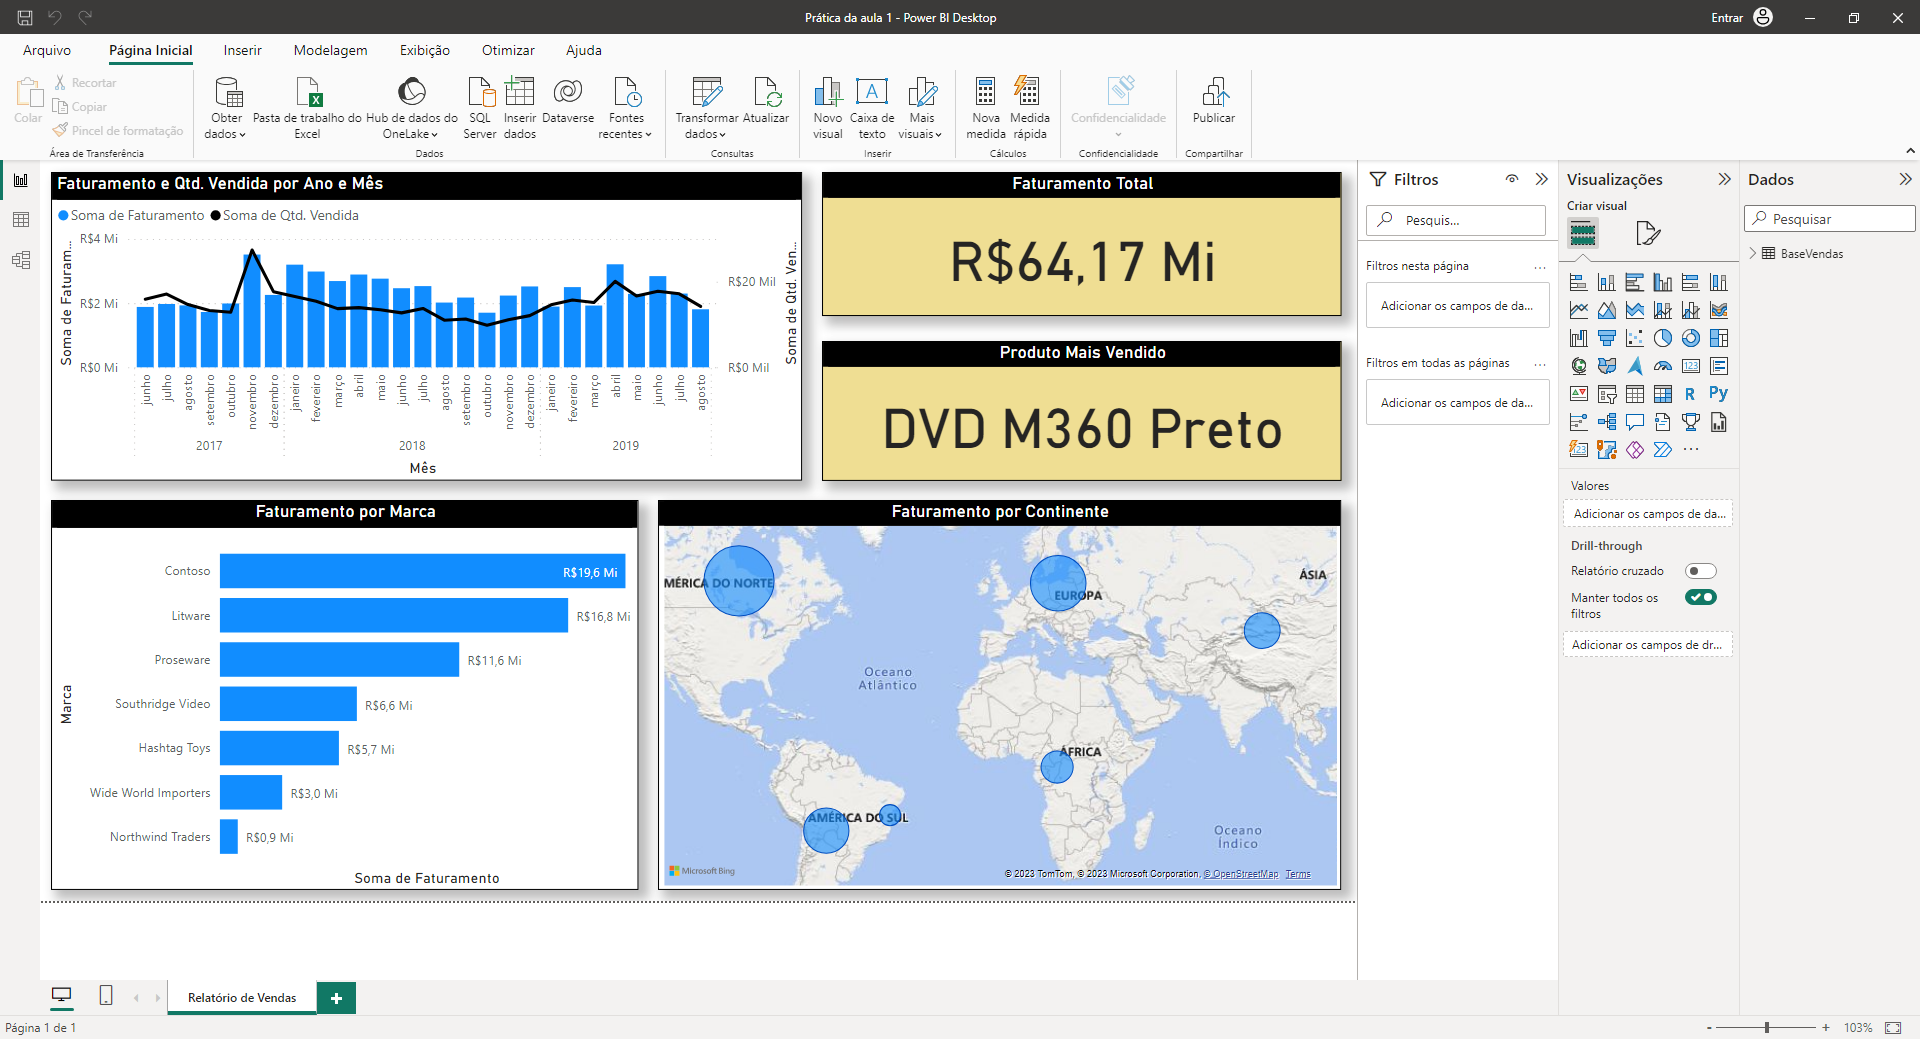 Prática da aula 1 - Power BI Desktop
Entrar
Arquivo
Página Inicial
Inserir
Modelagem
Exibição
Otimizar
Ajuda
Colar
Recortar
Copiar
Pincel de formatação
Área de Transferência
Obter
dados
Pasta de trabalho do
Excel
Hub de dados do
OneLake
SQL
Server
Inserir
dados
Dataverse
Fontes
recentes
Dados
Transformar
dados
Atualizar
Consultas
Novo
visual
Caixa de
texto
Mais
visuais
Inserir
Nova
medida
Medida
rápida
Cálculos
Confidencialidade
Confidencialidade
Publicar
Compartilhar
Faturamento e Qtd. Vendida por Ano e Mês
Soma de Faturamento
Soma de Qtd. Vendida
Soma de Faturam...
R$4 Mi
R$2 Mi
R$0 Mi
R$20 Mil
R$0 Mil
Soma de Qtd. Ven...
junho
julho
agosto
setembro
outubro
novembro
dezembro
janeiro
fevereiro
março
abril
maio
junho
julho
agosto
setembro
outubro
novembro
dezembro
janeiro
fevereiro
março
abril
maio
junho
julho
agosto
2017
2018
2019
Mês
Faturamento Total
R$64,17 Mi
Produto Mais Vendido
DVD M360 Preto
Faturamento por Marca
Marca
Contoso
R$19,6 Mi
Litware
R$16,8 Mi
Proseware
R$11,6 Mi
Southridge Video
R$6,6 Mi
Hashtag Toys
R$5,7 Mi
Wide World Importers
R$3,0 Mi
Northwind Traders
R$0,9 Mi
Soma de Faturamento
Faturamento por Continente
MÉRICA DO NORTE
EUROPA
ÁSIA
Oceano
Atlântico
ÁFRICA
AMÉRICA DO SUL
Oceano
Índico
Microsoft Bing
© 2023 TomTom, © 2023 Microsoft Corporation, © OpenStreetMap Terms
Filtros
Pesquis...
Filtros nesta página
...
Adicionar os campos de da...
Filtros em todas as páginas
...
Adicionar os campos de da...
Visualizações
Criar visual
123
R
Py
123
...
Valores
Adicionar os campos de da...
Drill-through
Relatório cruzado
Manter todos os
filtros
Adicionar os campos de dr...
Dados
Pesquisar
BaseVendas
Relatório de Vendas
+
Página 1 de 1
- +
103%